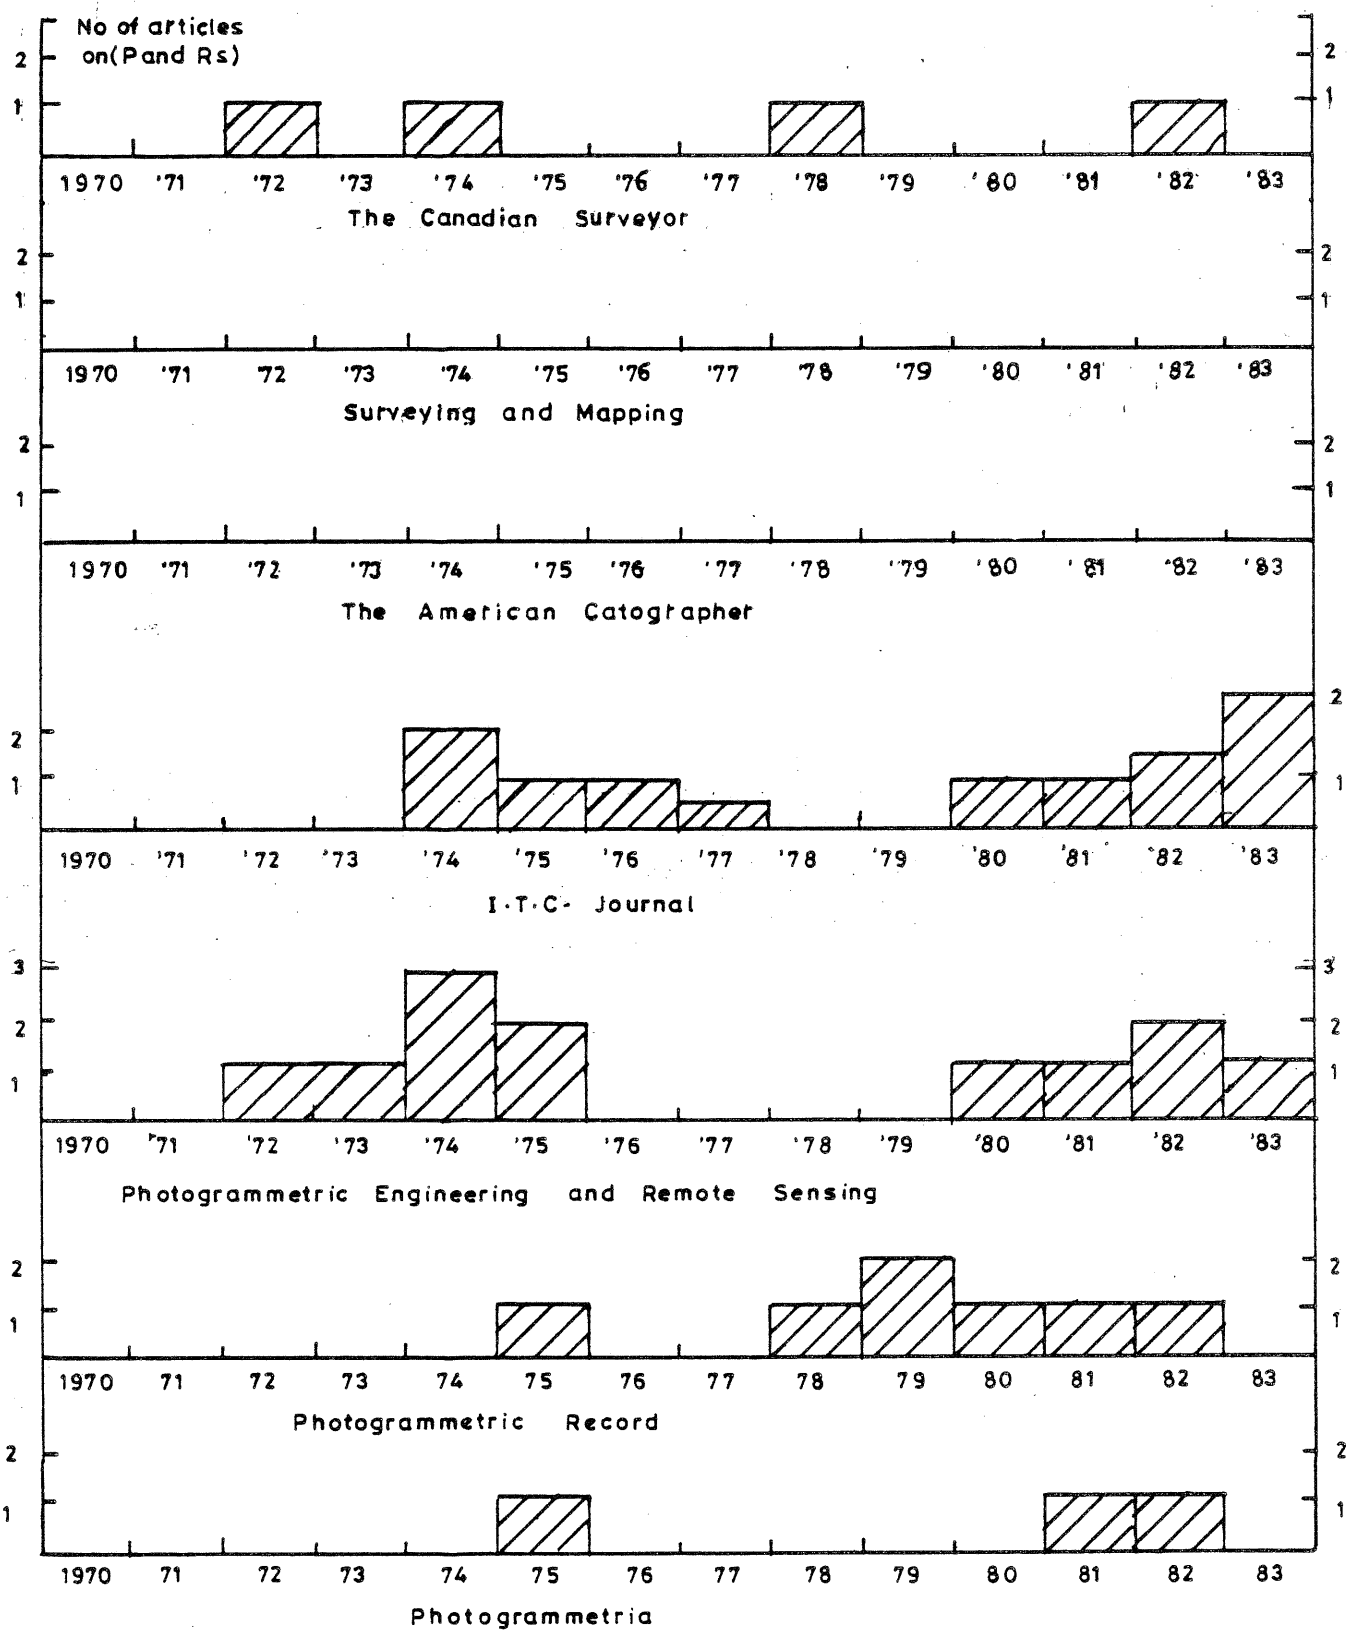 No of articles
on(Pand Rs)
2 2
1 1
1970 '71 '72 '73 '74 '75 '76 '77 '78 '79 '80 '81 '82 '83
The Canadian Surveyor
2 2
1 1
1970 '71 '72 '73 '74 '75 '76 '77 '78 '79 '80 '81 '82 '83
Surveying and Mapping
2 2
1 1
1970 '71 '72 '73 '74 '75 '76 '77 '78 '79 '80 '81 '82 '83
The American Catographer
2 2
1 1
1970 '71 '72 '73 '74 '75 '76 '77 '78 '79 '80 '81 '82 '83
I.T.C- Journal
3 3
2 2
1 1
1970 '71 '72 '73 '74 '75 '76 '77 '78 '79 '80 '81 '82 '83
Photogrammetric Engineering and Remote Sensing
2 2
1 1
1970 71 72 73 74 75 76 77 78 79 80 81 82 83
Photogrammetric Record
2 2
1 1
1970 71 72 73 74 75 76 77 78 79 80 81 82 83
Photogrammetria